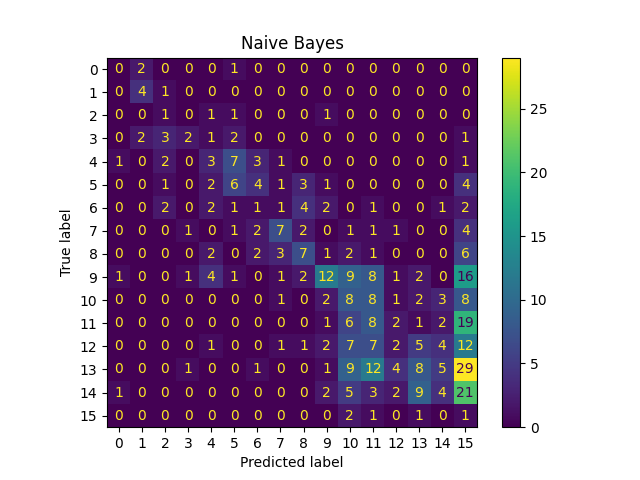 Naive Bayes
0 0 2 0 0 0 1 0 0 0 0 0 0 0 0 0 0
1 0 4 1 0 0 0 0 0 0 0 0 0 0 0 0 0
2 0 0 1 0 1 1 0 0 0 1 0 0 0 0 0 0
3 0 2 3 2 1 2 0 0 0 0 0 0 0 0 0 1
4 1 0 2 0 3 7 3 1 0 0 0 0 0 0 0 1
5 0 0 1 0 2 6 4 1 3 1 0 0 0 0 0 4
6 0 0 2 0 2 1 1 1 4 2 0 1 0 0 1 2
7 0 0 0 1 0 1 2 7 2 0 1 1 1 0 0 4
8 0 0 0 0 2 0 2 3 7 1 2 1 0 0 0 6
9 1 0 0 1 4 1 0 1 2 12 9 8 1 2 0 16
10 0 0 0 0 0 0 0 1 0 2 8 8 1 2 3 8
11 0 0 0 0 0 0 0 0 0 1 6 8 2 1 2 19
12 0 0 0 0 1 0 0 1 1 2 7 7 2 5 4 12
13 0 0 0 1 0 0 1 0 0 1 9 12 4 8 5 29
14 1 0 0 0 0 0 0 0 0 2 5 3 2 9 4 21
15 0 0 0 0 0 0 0 0 0 0 2 1 0 1 0 1
0 1 2 3 4 5 6 7 8 9 10 11 12 13 14 15
Predicted label
True label
25
20
15
10
5
0